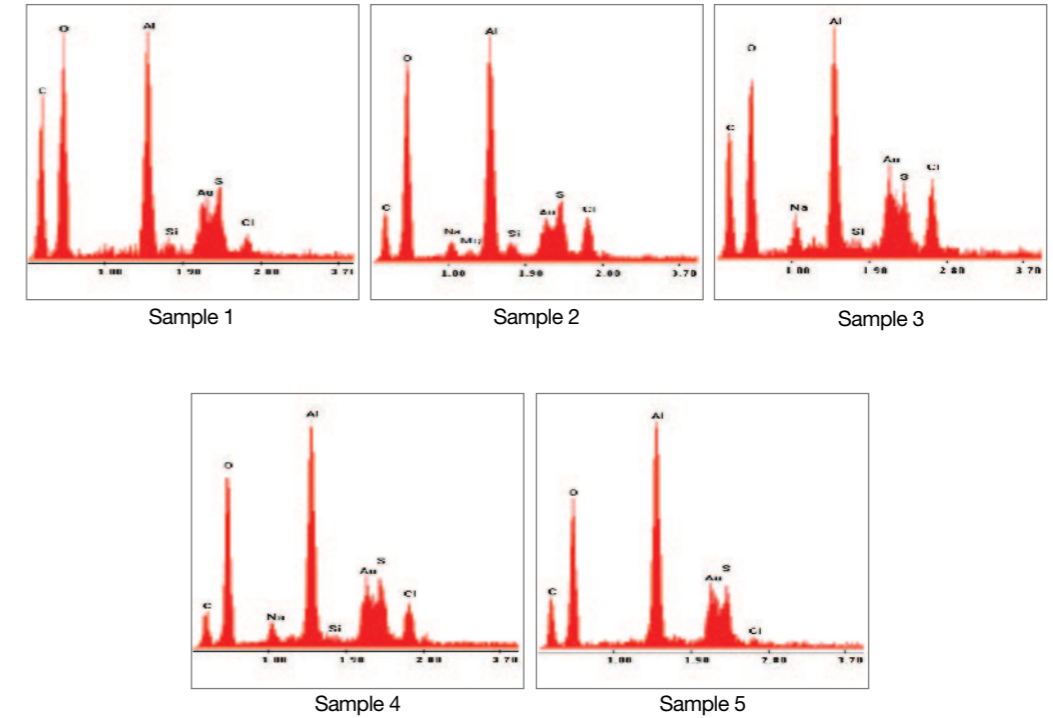 C O Al Si Au S Cl
1.00 1.90 2.80 3.71
Sample 1
C O Na Mg Al Si Au S Cl
1.00 1.90 2.80 3.70
Sample 2
C O Na Al Si Au S Cl
1.00 1.90 2.80 3.70
Sample 3
C O Na Al Si Au S Cl
1.00 1.90 2.80 3.70
Sample 4
C O Al Au S Cl
1.00 1.90 2.80 3.70
Sample 5